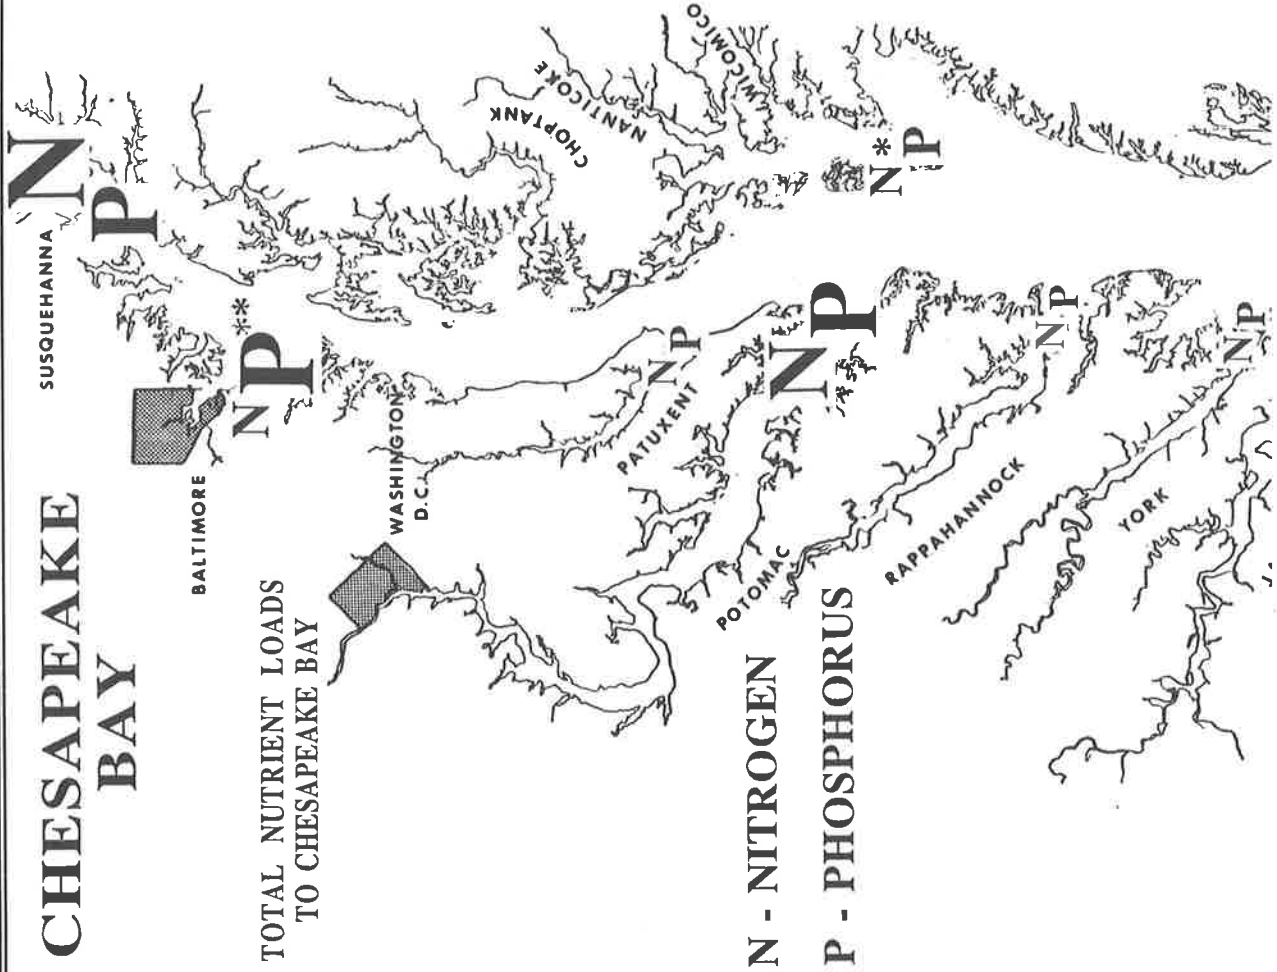 CHESAPEAKE
BAY
TOTAL NUTRIENT LOADS
TO CHESAPEAKE BAY
N - NITROGEN
P - PHOSPHORUS
SUSQUEHANNA
N
P
BALTIMORE
N
P
**
WASHINGTON
D.C.
CHOPTANK
NANTICOKE
WICOMICO
N
P
*
PATUXENT
N
P
POTOMAC
N
P
RAPPAHANNOCK
N
P
YORK
N
P